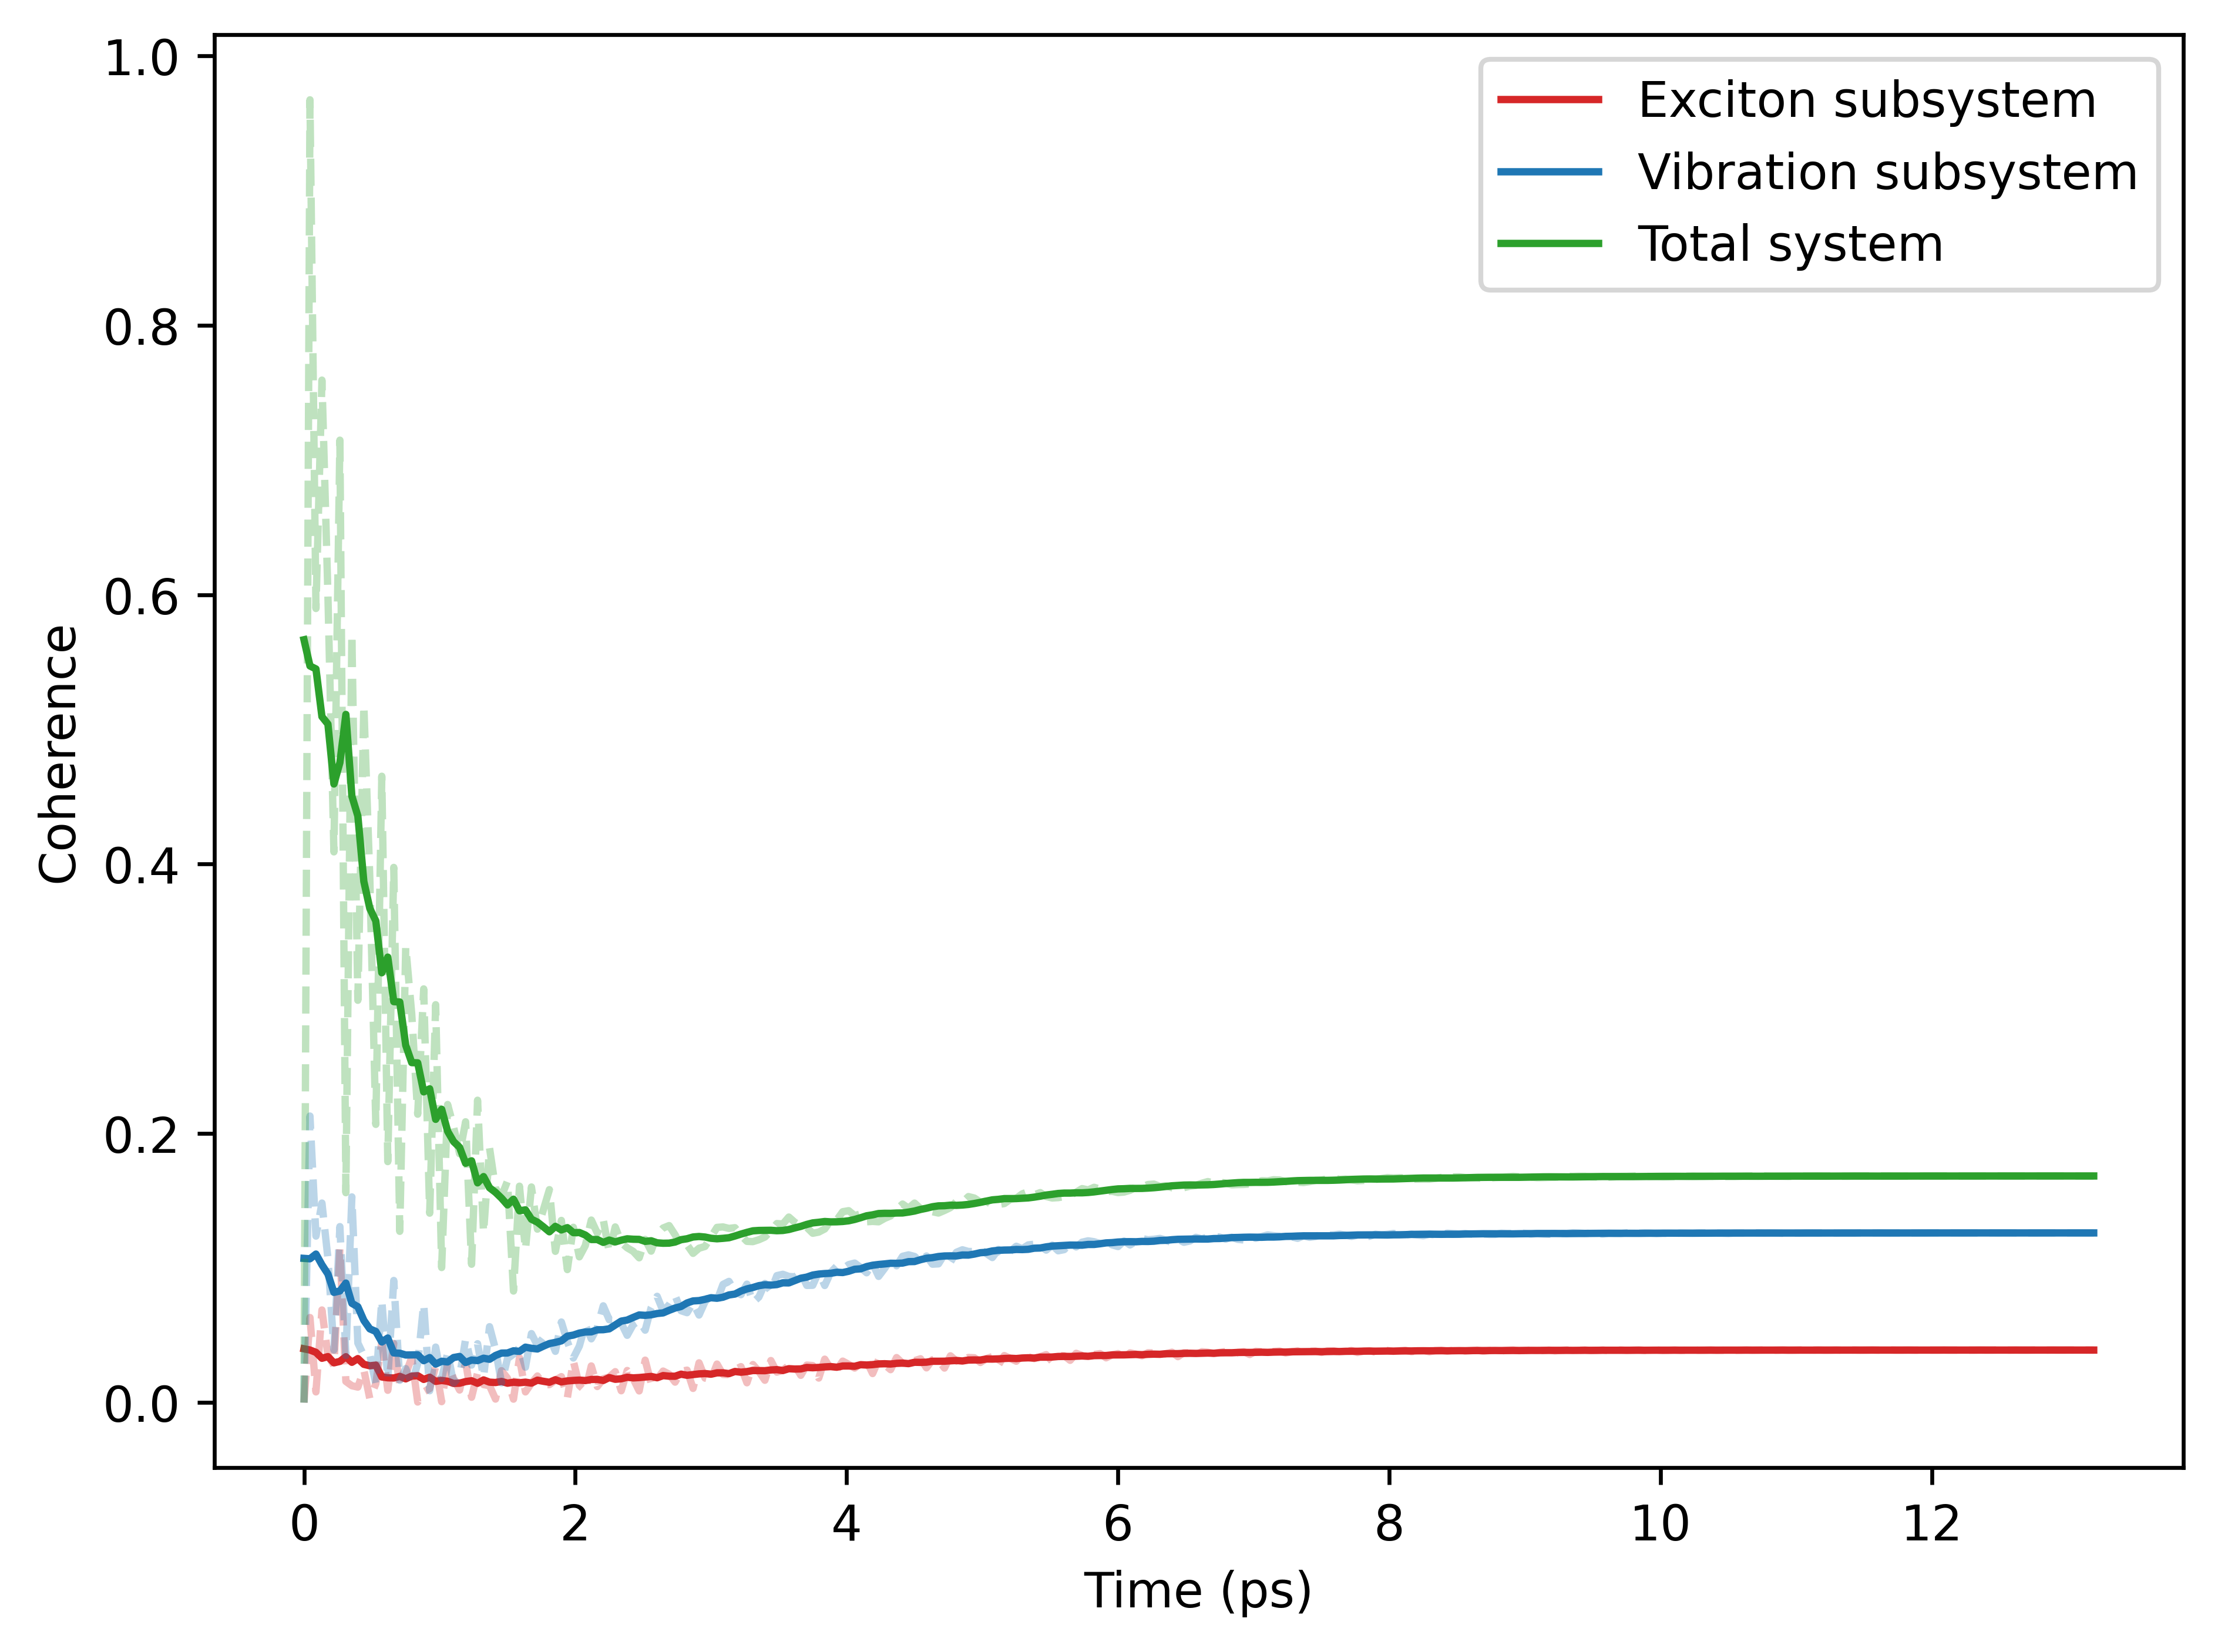 1.0
0.8
0.6
0.4
0.2
0.0
Coherence
Exciton subsystem
Vibration subsystem
Total system
0 2 4 6 8 10 12
Time (ps)